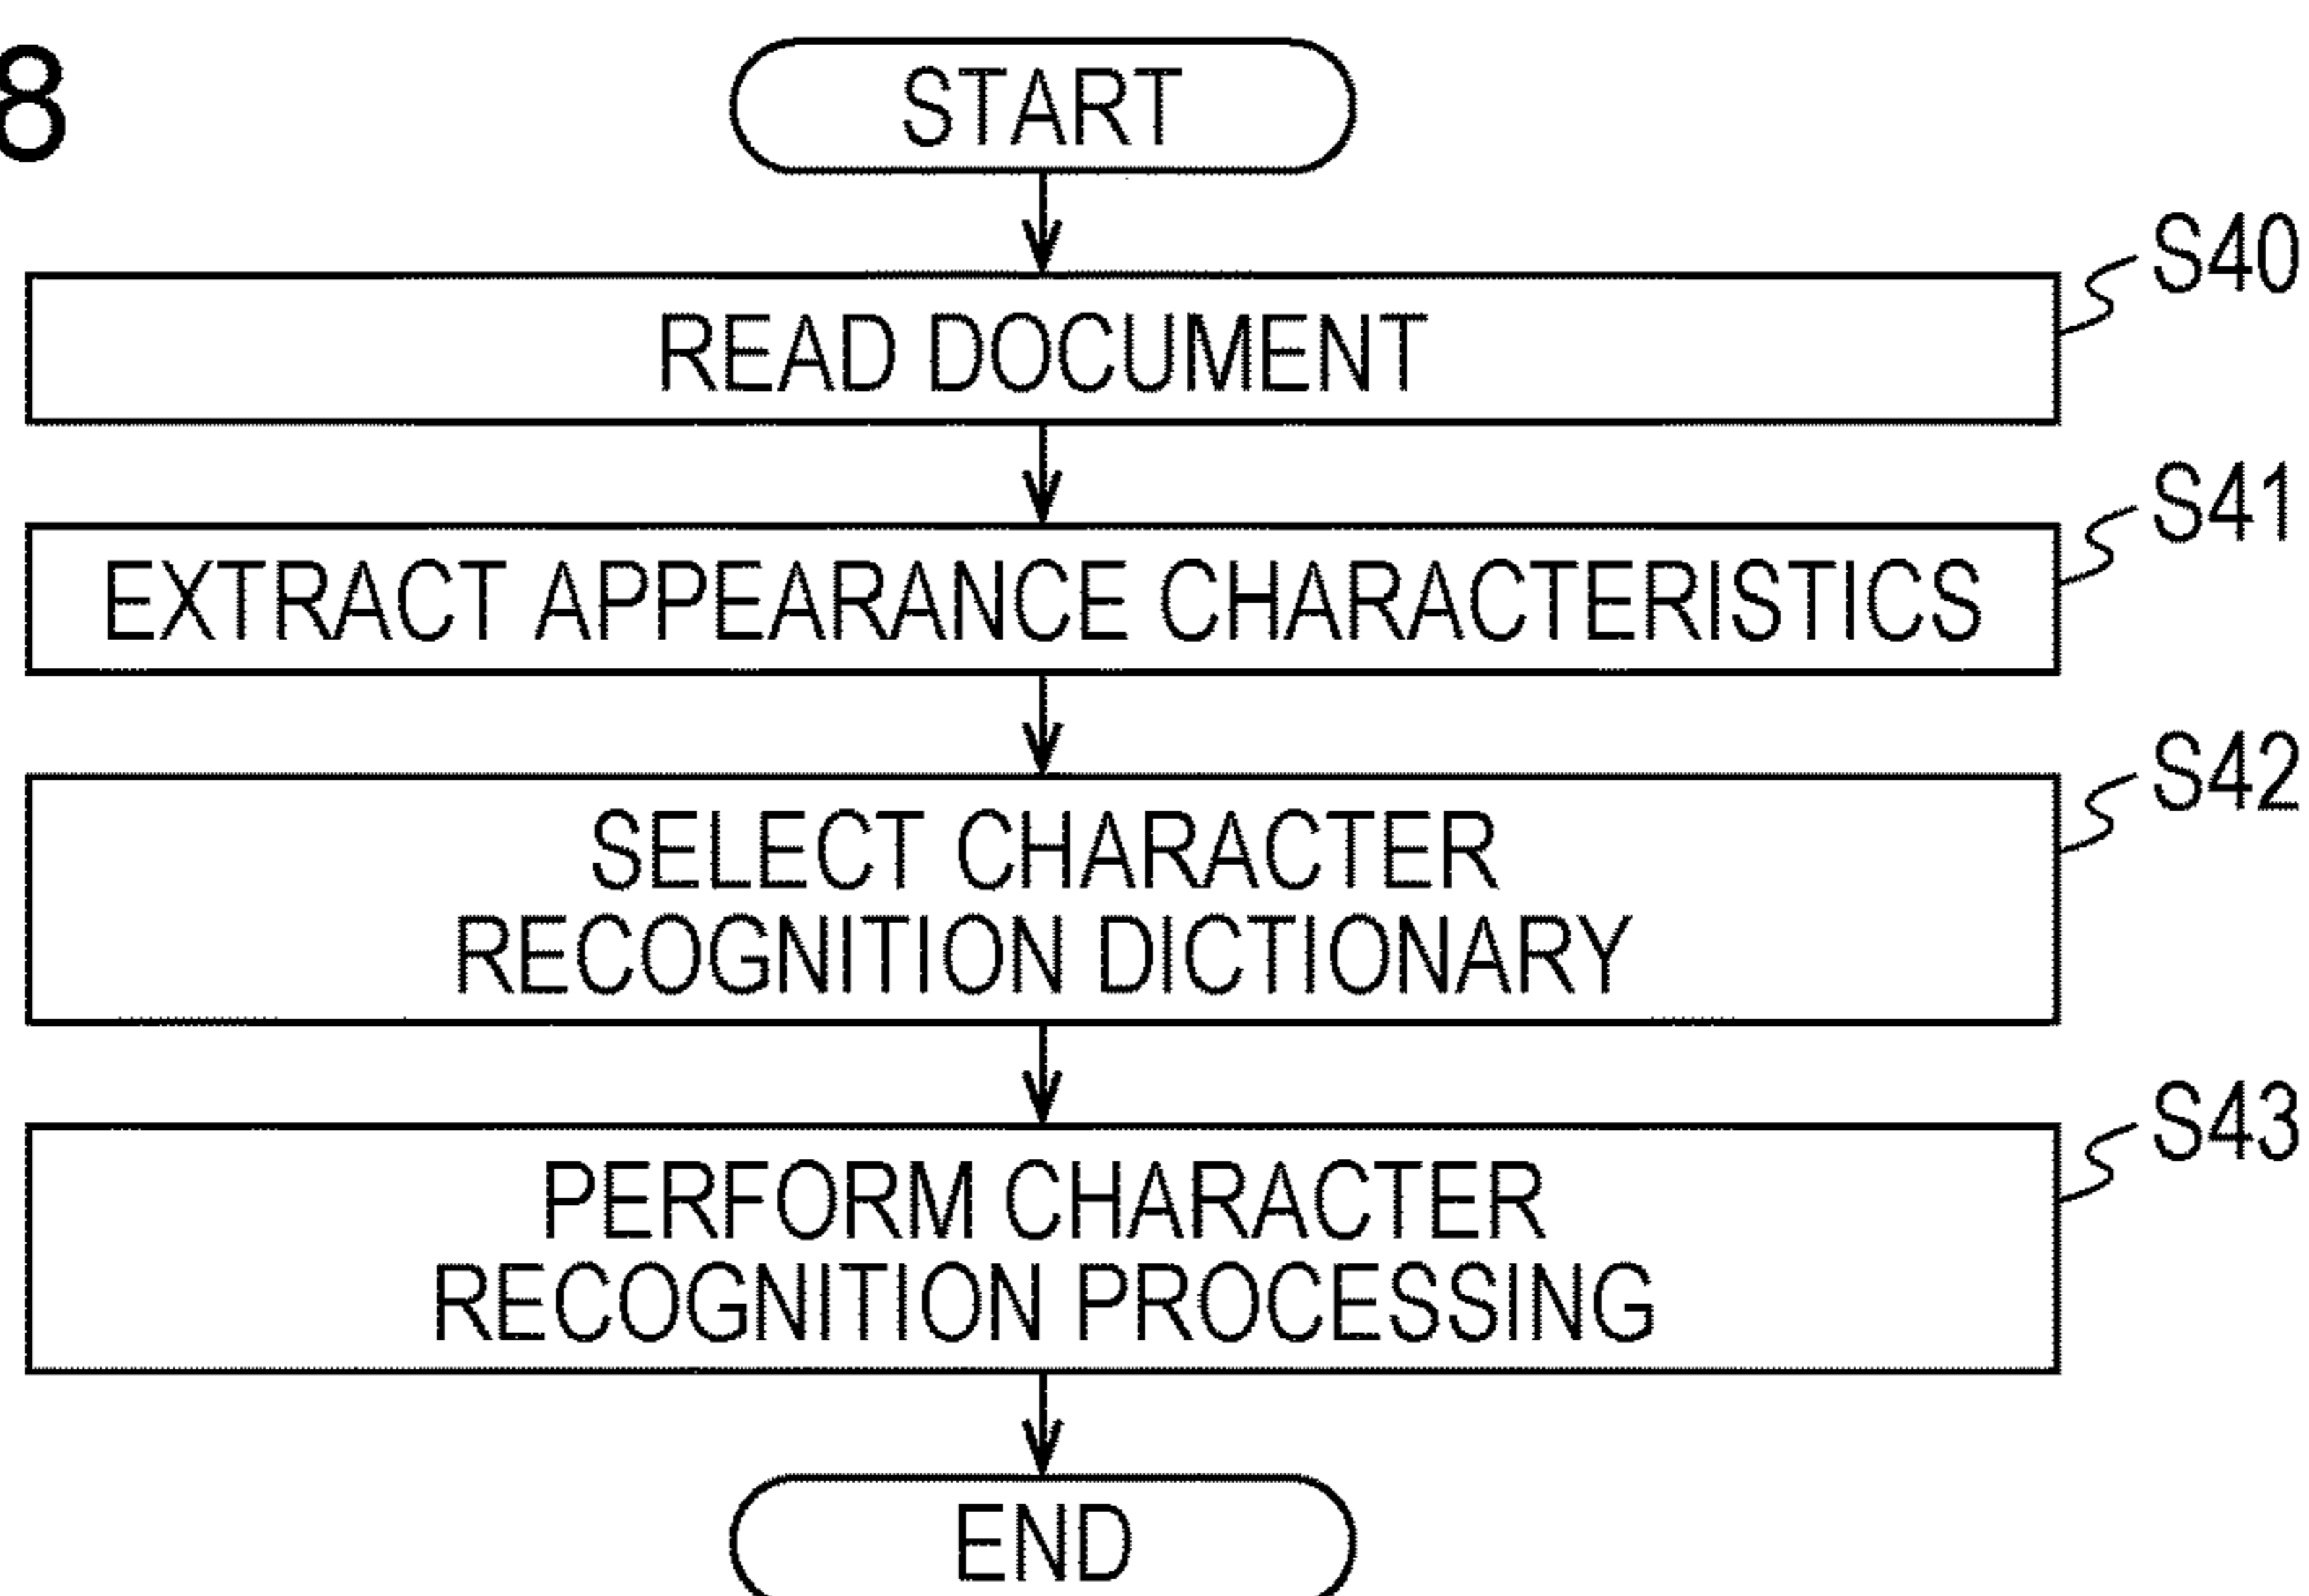 8
START
S40
READ DOCUMENT
S41
EXTRACT APPEARANCE CHARACTERISTICS
S42
SELECT CHARACTER
RECOGNITION DICTIONARY
S43
PERFORM CHARACTER
RECOGNITION PROCESSING
END